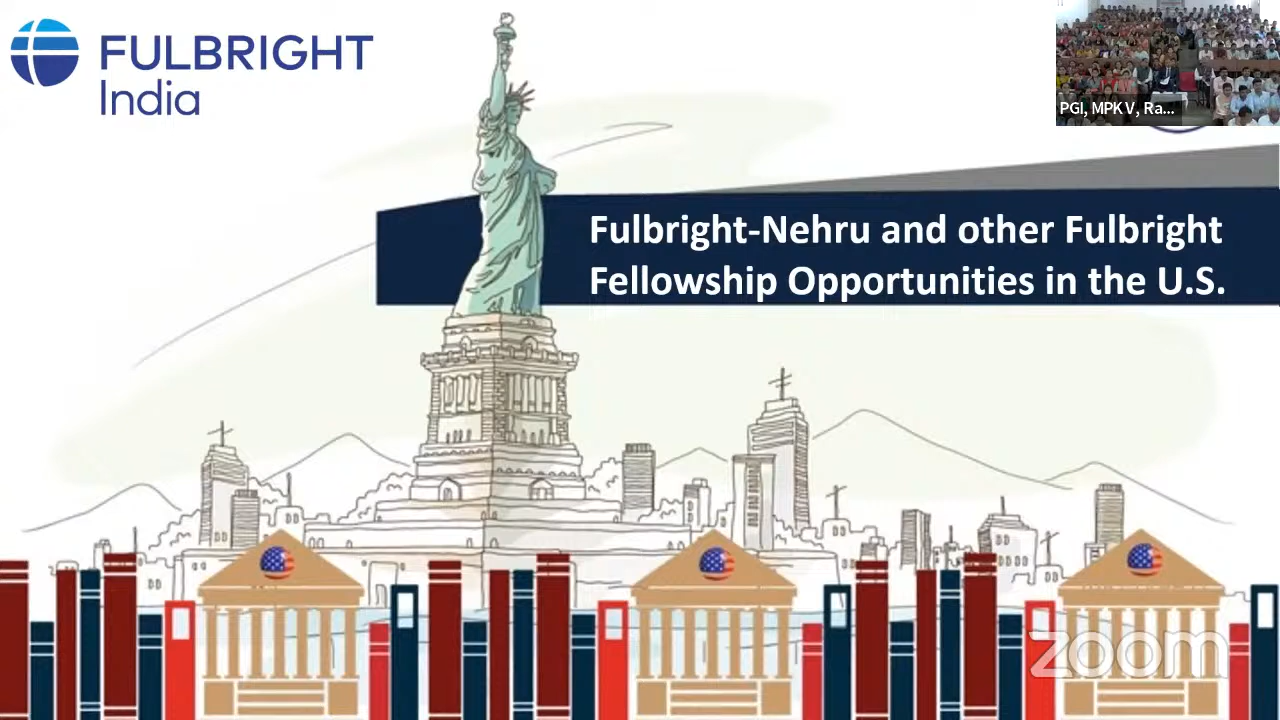 FULBRIGHT
India
PGI, MPKV, Ra...
Fulbright-Nehru and other Fulbright
Fellowship Opportunities in the U.S.
zoom